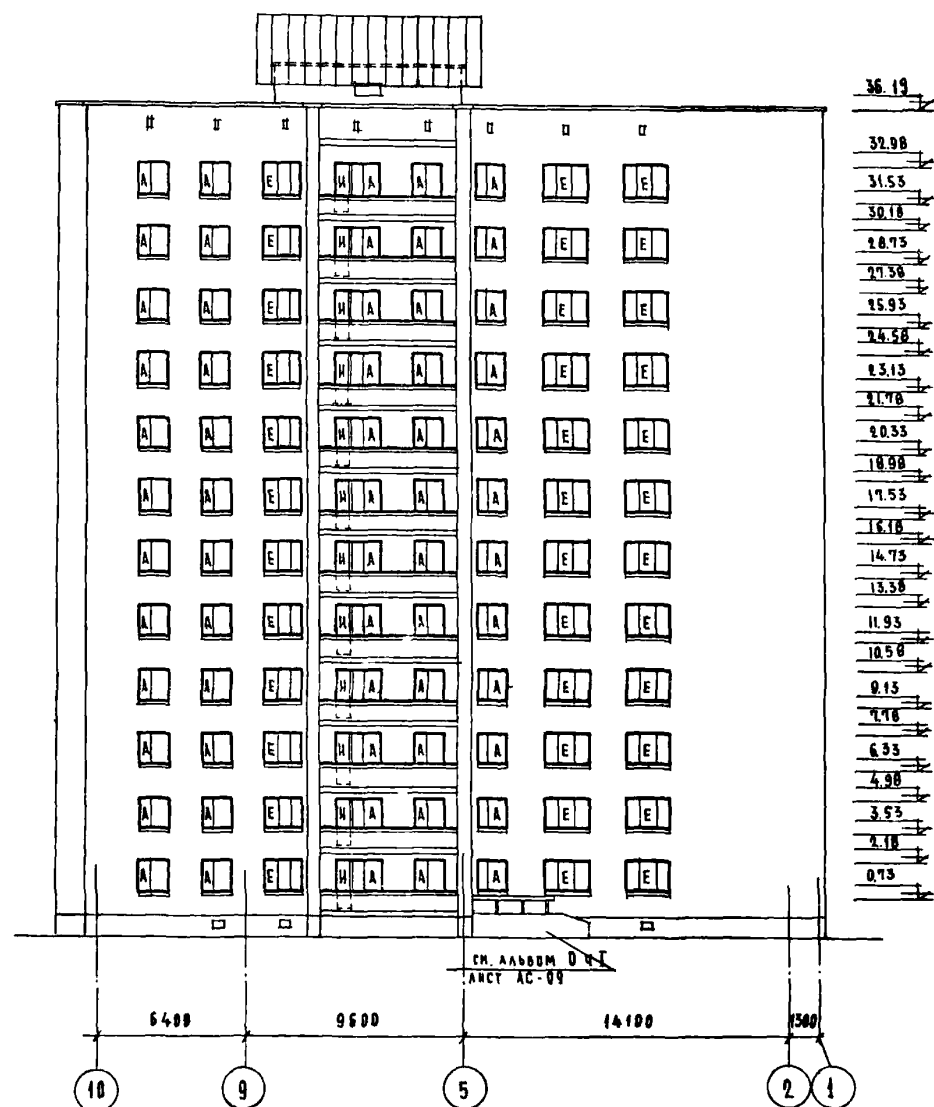 36.19
32.98
А А Е И А А А Е Е
31.53
30.18
А А Е И А А А Е Е
28.73
27.38
А А Е И А А А Е Е
25.93
24.58
А А Е И А А А Е Е
23.13
21.78
А А Е И А А А Е Е
20.33
18.98
А А Е И А А А Е Е
17.53
16.18
А А Е И А А А Е Е
14.73
13.38
А А Е И А А А Е Е
11.93
10.58
А А Е И А А А Е Е
9.13
7.78
А А Е И А А А Е Е
6.33
4.98
А А Е И А А А Е Е
3.53
2.18
А А Е И А А А Е Е
0.73
СМ. АЛЬБОМ 0 Ч I
ЛИСТ АС-09
6400 9600 14100 1300
10 9 5 2 1